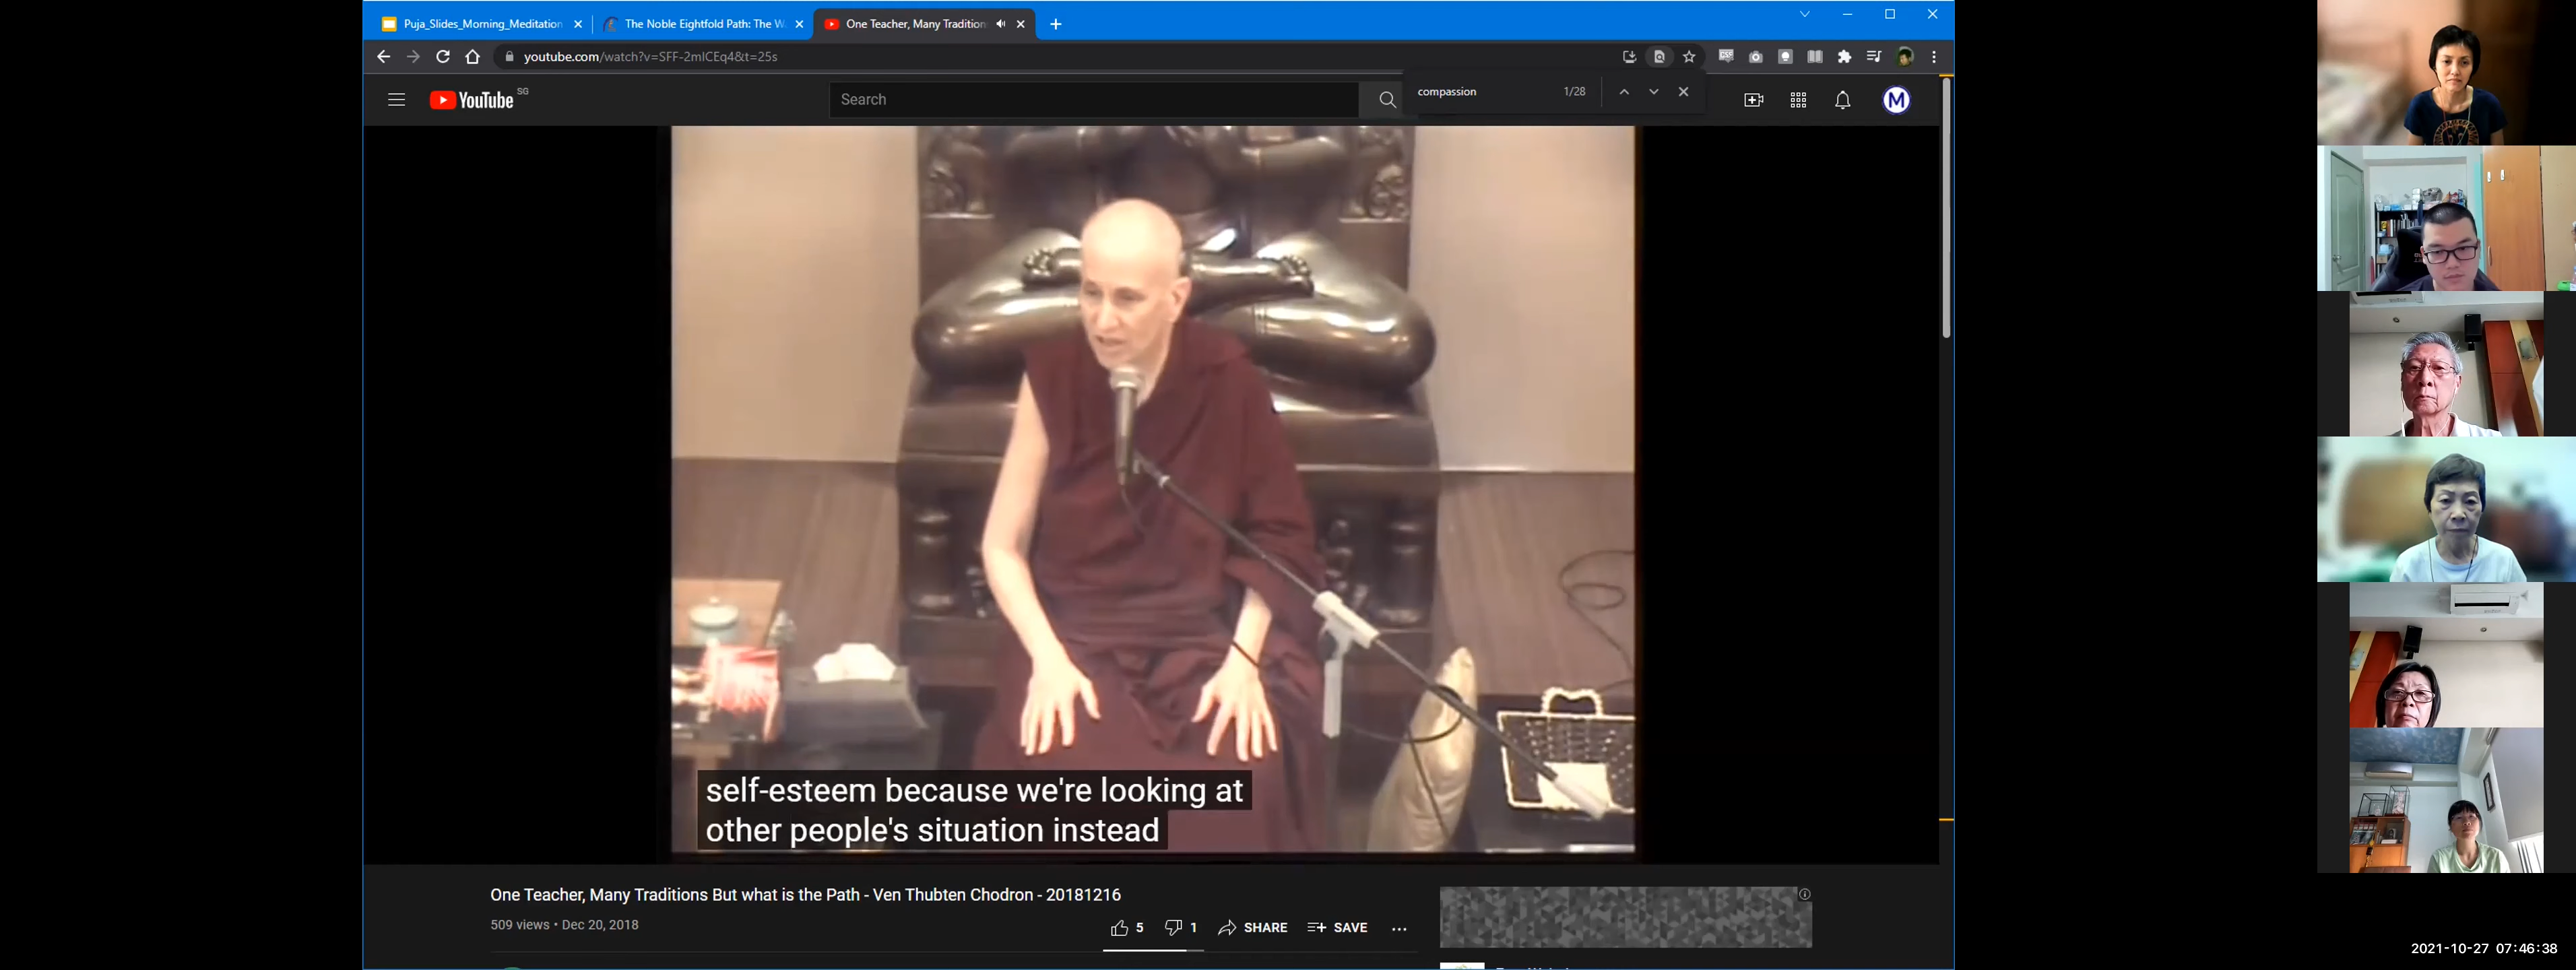 Puja_Slides_Morning_Meditation
The Noble Eightfold Path: The W
One Teacher, Many Tradition
youtube.com/watch?v=SFF-2mlCEq4&t=25s
YouTube SG
Search
compassion 1/28
M
self-esteem because we're looking at
other people's situation instead
One Teacher, Many Traditions But what is the Path - Ven Thubten Chodron - 20181216
509 views • Dec 20, 2018
5 1 SHARE SAVE
2021-10-27 07:46:38